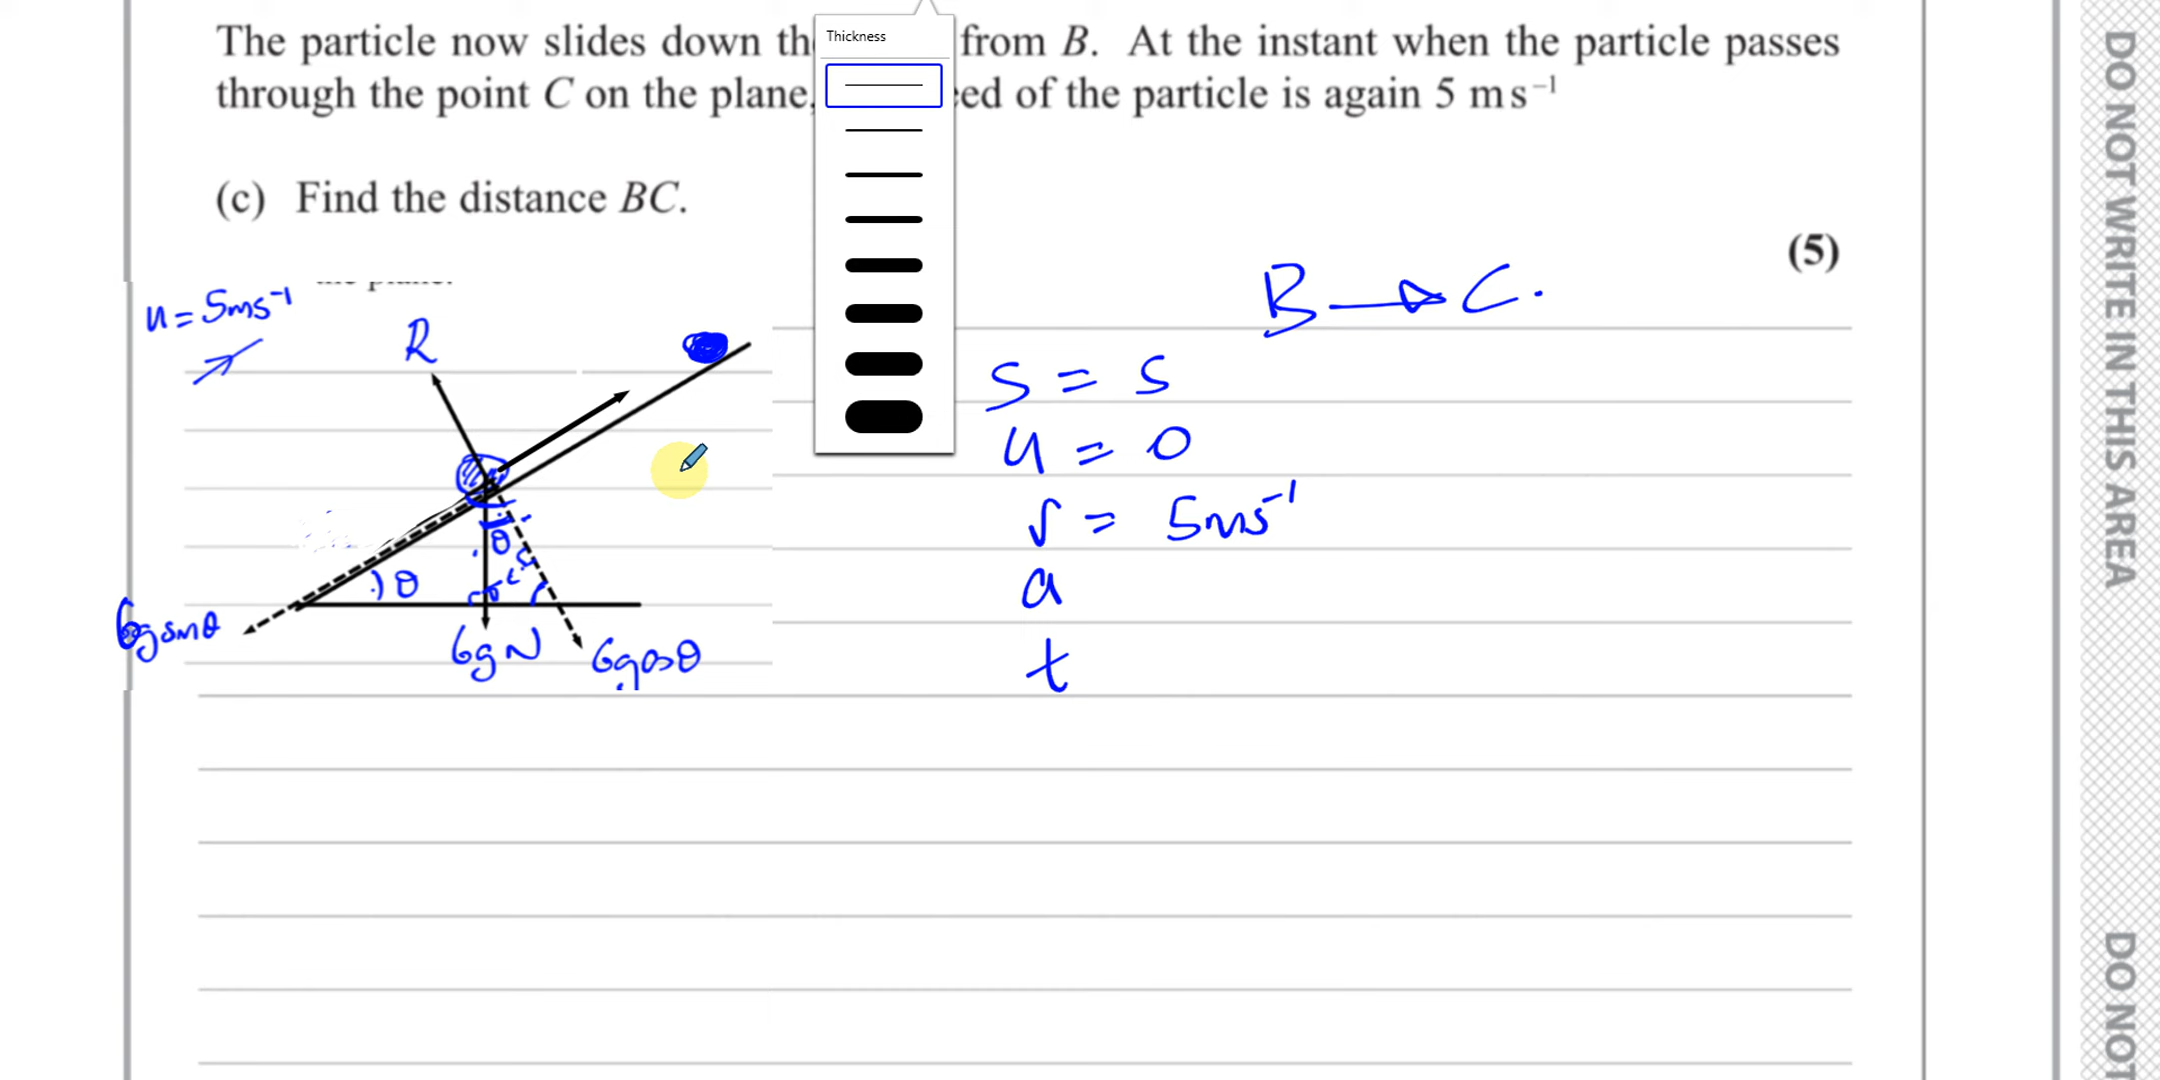 The particle now slides down th from B. At the instant when the particle passes
through the point C on the plane, eed of the particle is again 5 m s⁻¹
Thickness
(c) Find the distance BC.
(5)
B → C.
u = 5ms⁻¹
R
s = s
u = 0
v = 5ms⁻¹
a
t
θ
θ
6g sinθ
6g N
6g cosθ
DO NOT WRITE IN THIS AREA
DO NOT